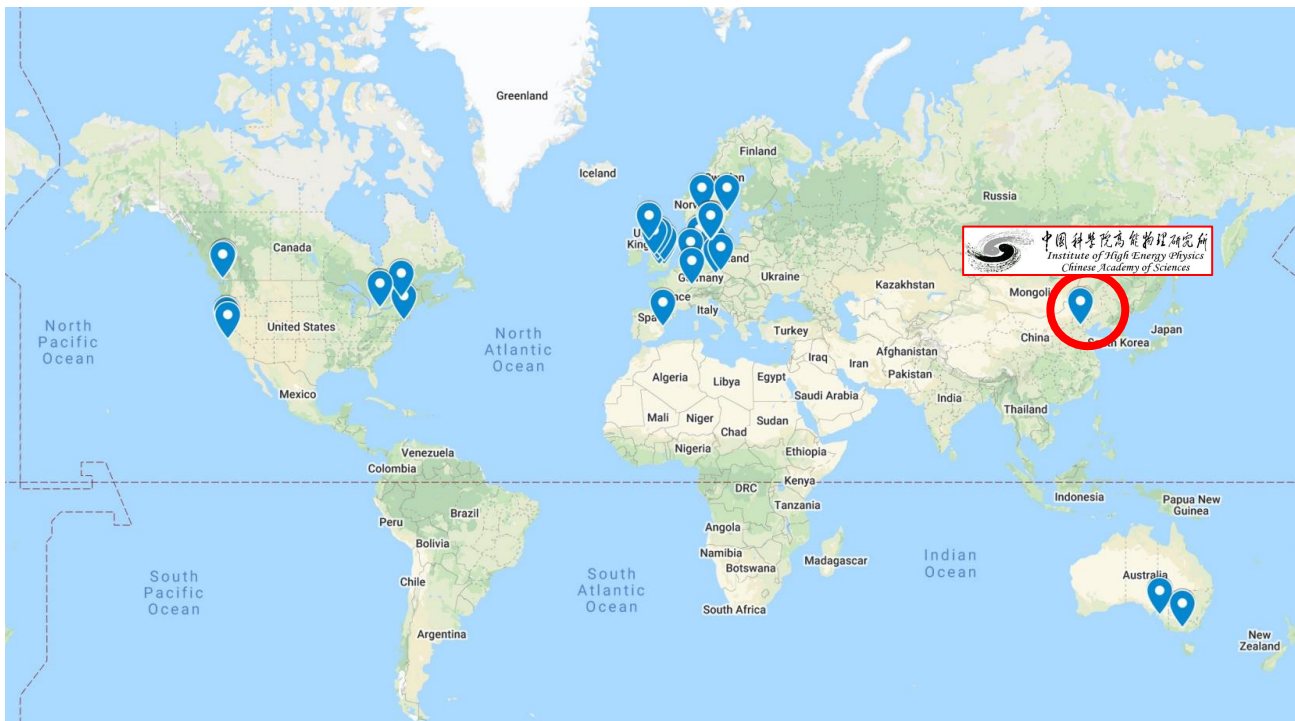 Greenland
Iceland
Finland
Russia
Canada
Kazakhstan
Ukraine
Germany
Italy
Turkey
中國科學院高能物理研究所
Institute of High Energy Physics
Chinese Academy of Sciences
China
Japan
North
Pacific
Ocean
United States
Mexico
North
Atlantic
Ocean
Algeria
Libya
Egypt
Iraq
Iran
Afghanistan
Pakistan
Saudi Arabia
India
Thailand
Mali
Niger
Chad
Sudan
Nigeria
Ethiopia
Venezuela
Colombia
DRC
Kenya
Tanzania
Indonesia
Papua New
Guinea
Peru
Brazil
Bolivia
Chile
Argentina
Angola
Namibia
Botswana
Madagascar
South Africa
South
Pacific
Ocean
South
Atlantic
Ocean
Indian
Ocean
Australia
New
Zealand